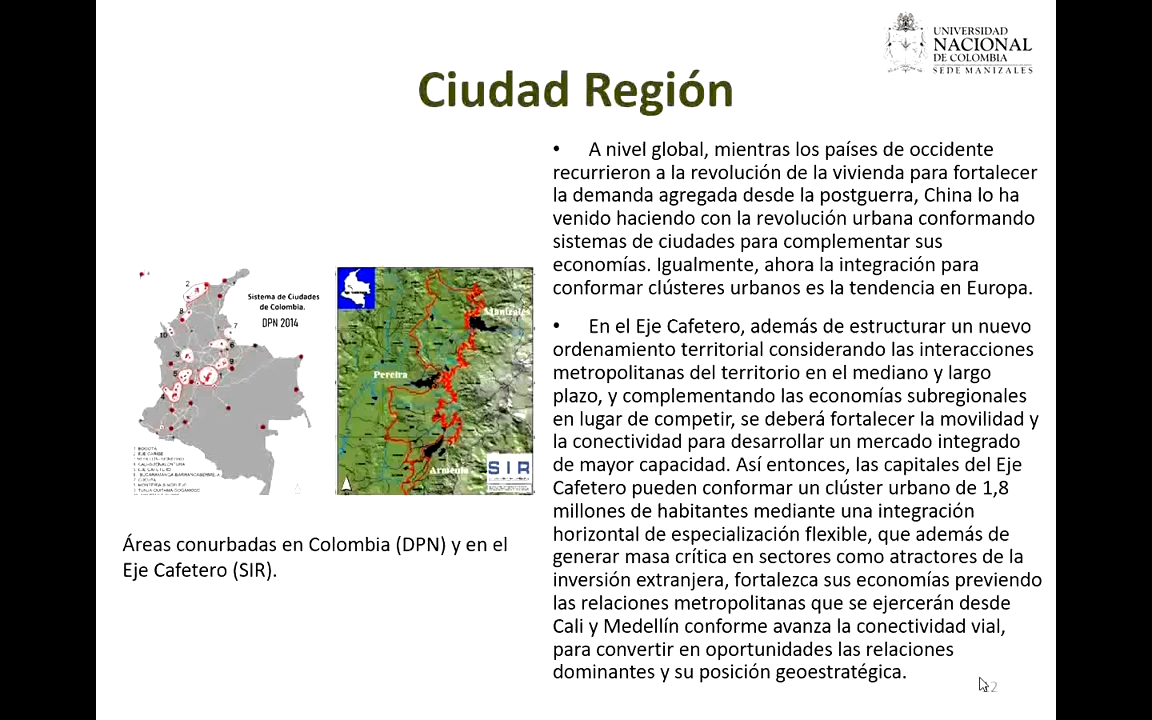 UNIVERSIDAD
NACIONAL
DE COLOMBIA
SEDE MANIZALES
Ciudad Región
• A nivel global, mientras los países de occidente
recurrieron a la revolución de la vivienda para fortalecer
la demanda agregada desde la postguerra, China lo ha
venido haciendo con la revolución urbana conformando
sistemas de ciudades para complementar sus
economías. Igualmente, ahora la integración para
conformar clústeres urbanos es la tendencia en Europa.
• En el Eje Cafetero, además de estructurar un nuevo
ordenamiento territorial considerando las interacciones
metropolitanas del territorio en el mediano y largo
plazo, y complementando las economías subregionales
en lugar de competir, se deberá fortalecer la movilidad y
la conectividad para desarrollar un mercado integrado
de mayor capacidad. Así entonces, las capitales del Eje
Cafetero pueden conformar un clúster urbano de 1,8
millones de habitantes mediante una integración
horizontal de especialización flexible, que además de
generar masa crítica en sectores como atractores de la
inversión extranjera, fortalezca sus economías previendo
las relaciones metropolitanas que se ejercerán desde
Cali y Medellín conforme avanza la conectividad vial,
para convertir en oportunidades las relaciones
dominantes y su posición geoestratégica.
Sistema de Ciudades
de Colombia.
DPN 2014
Manizales
Pereira
Armenia
SIR
Áreas conurbadas en Colombia (DPN) y en el
Eje Cafetero (SIR).
2